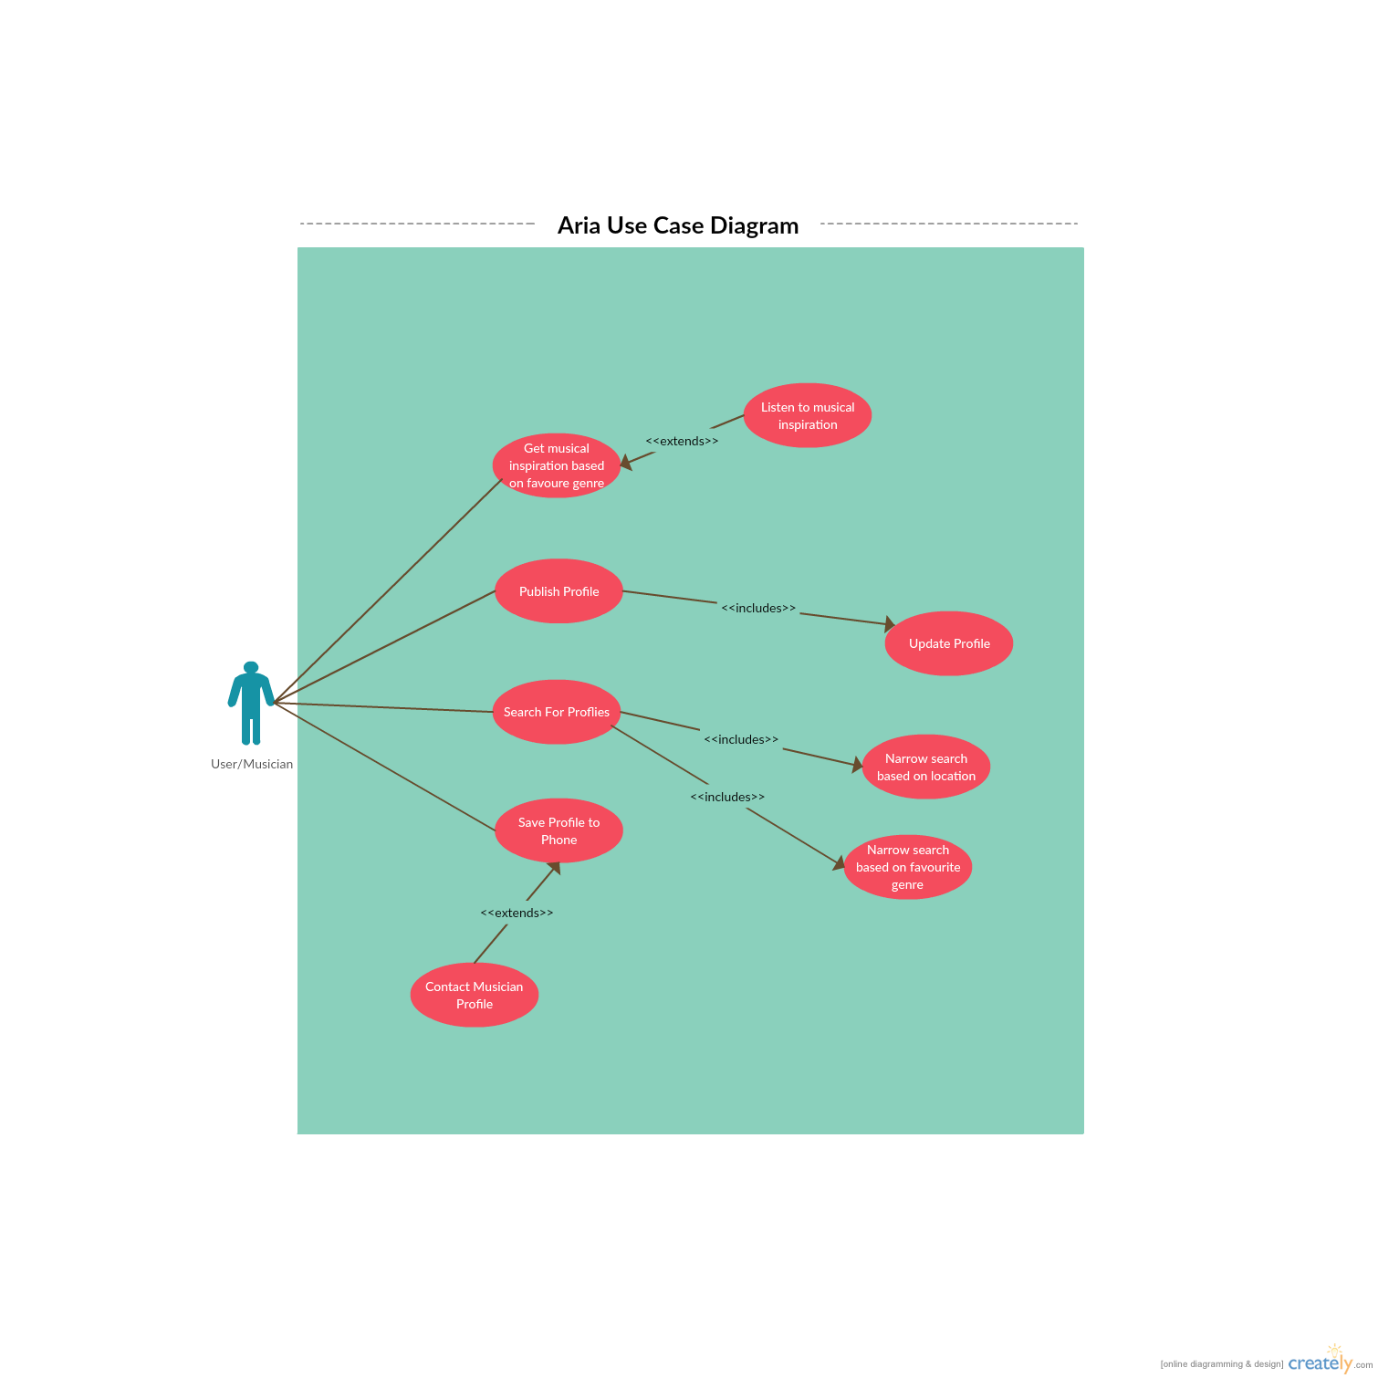 Aria Use Case Diagram
Listen to musical
inspiration
<<extends>>
Get musical
inspiration based
on favoure genre
Publish Profile
<<includes>>
Update Profile
User/Musician
Search For Proflies
<<includes>>
Narrow search
based on location
<<includes>>
Narrow search
based on favourite
genre
Save Profile to
Phone
<<extends>>
Contact Musician
Profile
[online diagramming & design] creately.com